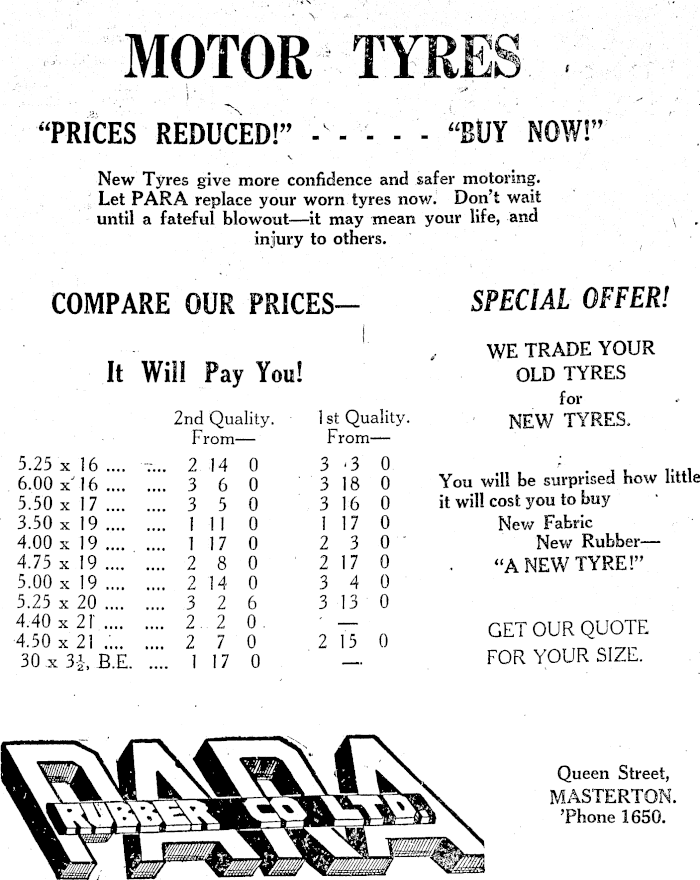 MOTOR TYRES
"PRICES REDUCED!" - - - - - "BUY NOW!"
New Tyres give more confidence and safer motoring.
Let PARA replace your worn tyres now. Don't wait
until a fateful blowout—it may mean your life, and
injury to others.
COMPARE OUR PRICES—
It Will Pay You!
2nd Quality. 1st Quality.
From— From—
5.25 x 16 .... .... 2 14 0 3 3 0
6.00 x 16 .... .... 3 6 0 3 18 0
5.50 x 17 .... .... 3 5 0 3 16 0
3.50 x 19 .... .... 1 11 0 1 17 0
4.00 x 19 .... .... 1 17 0 2 3 0
4.75 x 19 .... .... 2 8 0 2 17 0
5.00 x 19 .... .... 2 14 0 3 4 0
5.25 x 20 .... .... 3 2 6 3 13 0
4.40 x 21 .... .... 2 2 0 —
4.50 x 21 .... .... 2 7 0 2 15 0
30 x 3½, B.E. .... 1 17 0 —
SPECIAL OFFER!
WE TRADE YOUR
OLD TYRES
for
NEW TYRES.
You will be surprised how little
it will cost you to buy
New Fabric
New Rubber—
"A NEW TYRE!"
GET OUR QUOTE
FOR YOUR SIZE.
PARA
RUBBER CO LTD.
Queen Street,
MASTERTON.
'Phone 1650.